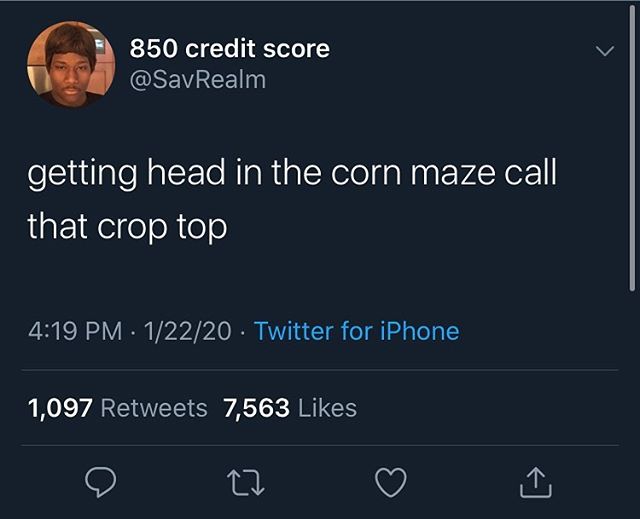 850 credit score
@SavRealm
getting head in the corn maze call
that crop top
4:19 PM · 1/22/20 · Twitter for iPhone
1,097 Retweets 7,563 Likes